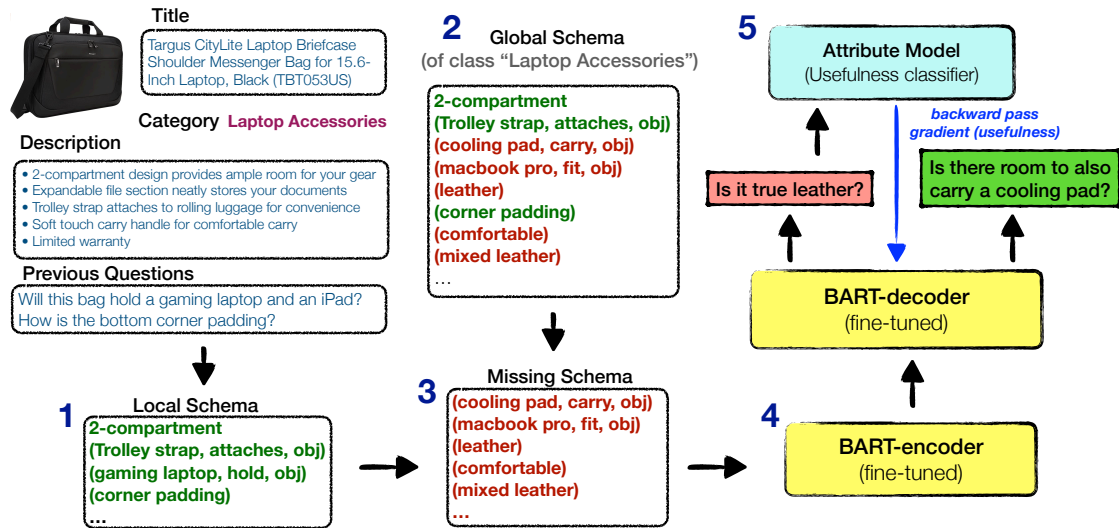 Title
Targus CityLite Laptop Briefcase
Shoulder Messenger Bag for 15.6-
Inch Laptop, Black (TBT053US)
Category Laptop Accessories
Description
• 2-compartment design provides ample room for your gear
• Expandable file section neatly stores your documents
• Trolley strap attaches to rolling luggage for convenience
• Soft touch carry handle for comfortable carry
• Limited warranty
Previous Questions
Will this bag hold a gaming laptop and an iPad?
How is the bottom corner padding?
1
Local Schema
2-compartment
(Trolley strap, attaches, obj)
(gaming laptop, hold, obj)
(corner padding)
...
2
Global Schema
(of class “Laptop Accessories”)
2-compartment
(Trolley strap, attaches, obj)
(cooling pad, carry, obj)
(macbook pro, fit, obj)
(leather)
(corner padding)
(comfortable)
(mixed leather)
...
3
Missing Schema
(cooling pad, carry, obj)
(macbook pro, fit, obj)
(leather)
(comfortable)
(mixed leather)
...
4
BART-encoder
(fine-tuned)
BART-decoder
(fine-tuned)
5
Attribute Model
(Usefulness classifier)
backward pass
gradient (usefulness)
Is it true leather?
Is there room to also
carry a cooling pad?